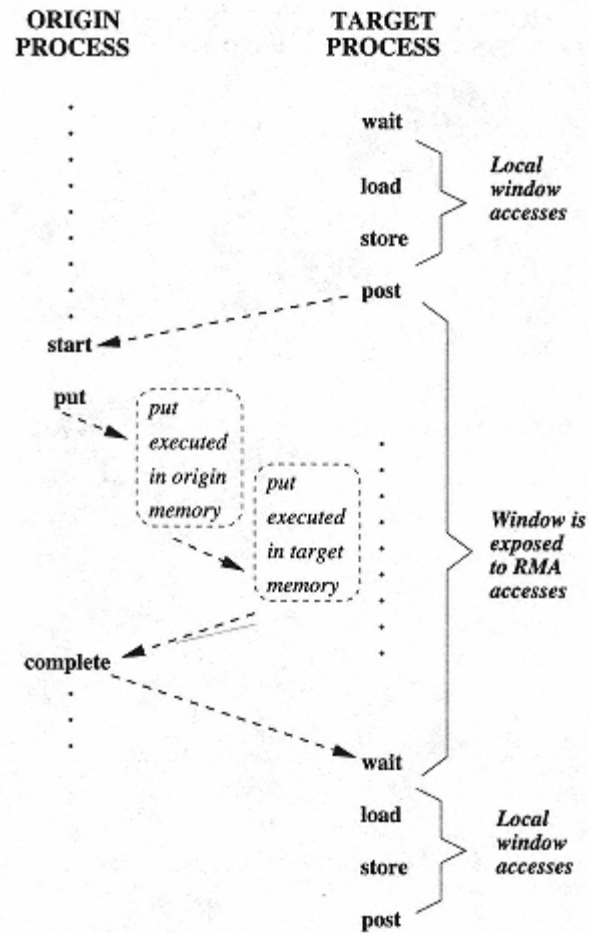 ORIGIN
PROCESS
TARGET
PROCESS
wait
load
store
Local
window
accesses
post
start
put
put
executed
in origin
memory
put
executed
in target
memory
Window is
exposed
to RMA
accesses
complete
wait
load
store
post
Local
window
accesses